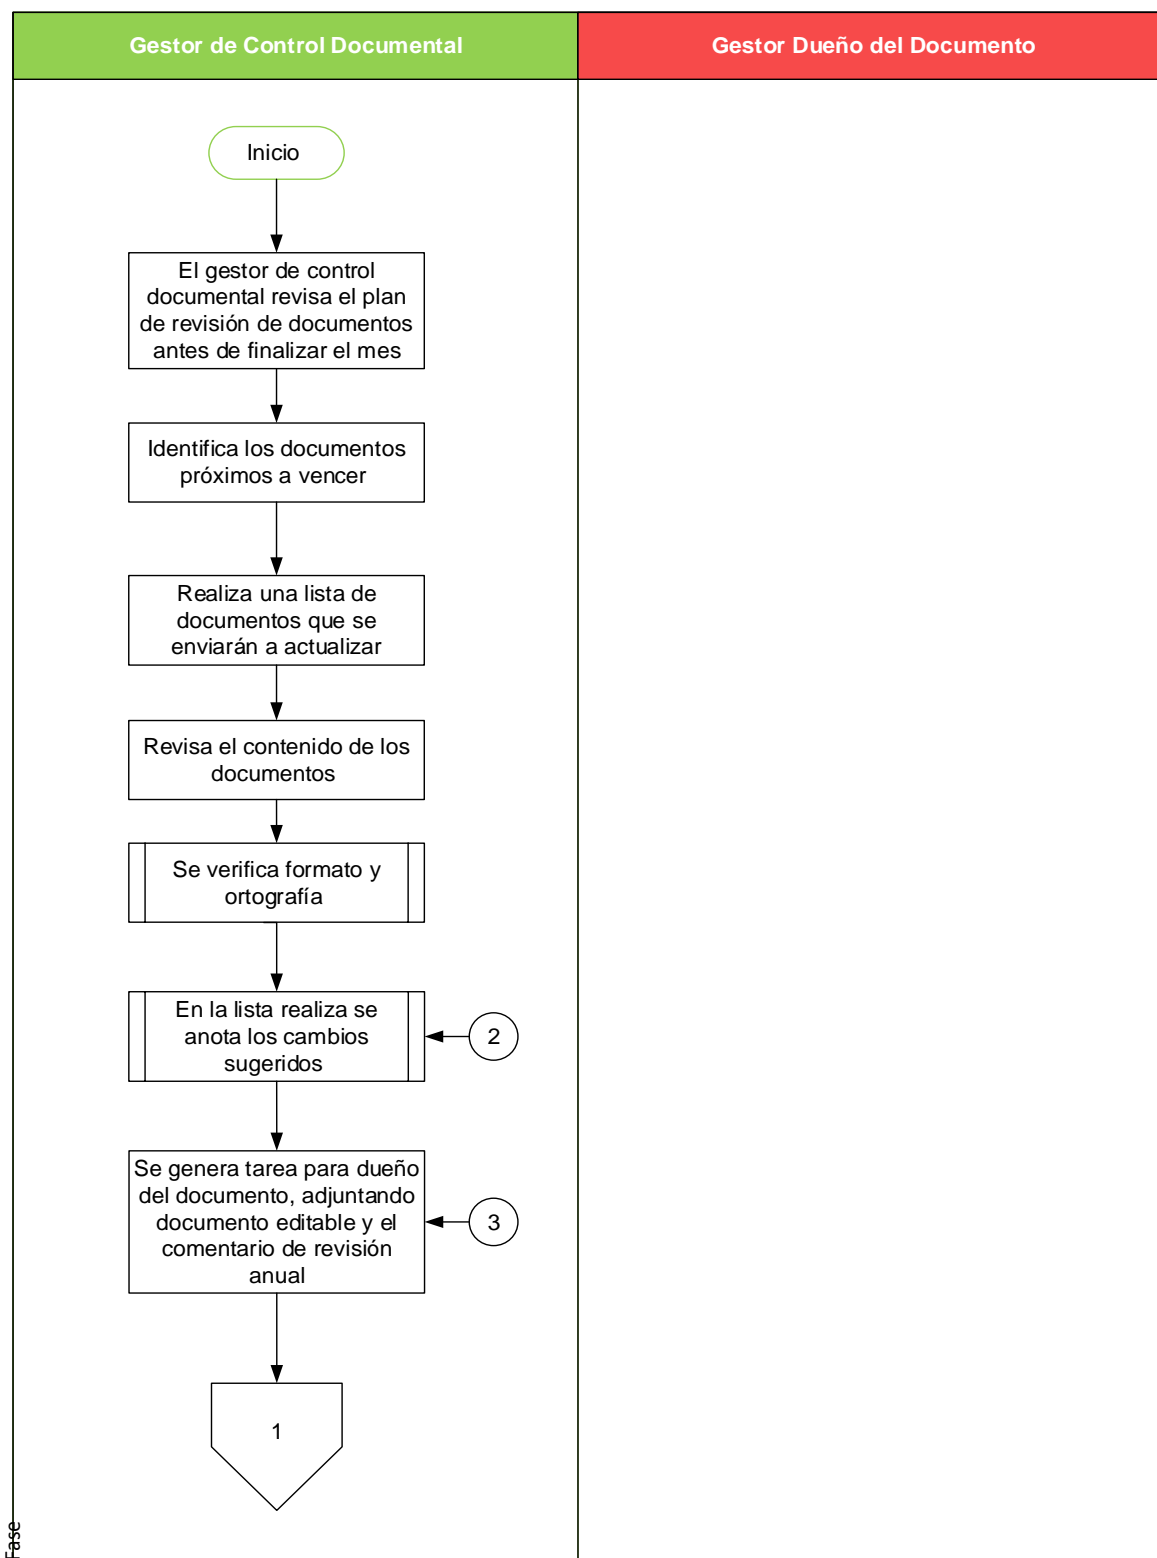 Gestor de Control Documental
Gestor Dueño del Documento
Inicio
El gestor de control
documental revisa el plan
de revisión de documentos
antes de finalizar el mes
Identifica los documentos
próximos a vencer
Realiza una lista de
documentos que se
enviarán a actualizar
Revisa el contenido de los
documentos
Se verifica formato y
ortografía
En la lista realiza se
anota los cambios
sugeridos
2
Se genera tarea para dueño
del documento, adjuntando
documento editable y el
comentario de revisión
anual
3
1
Fase